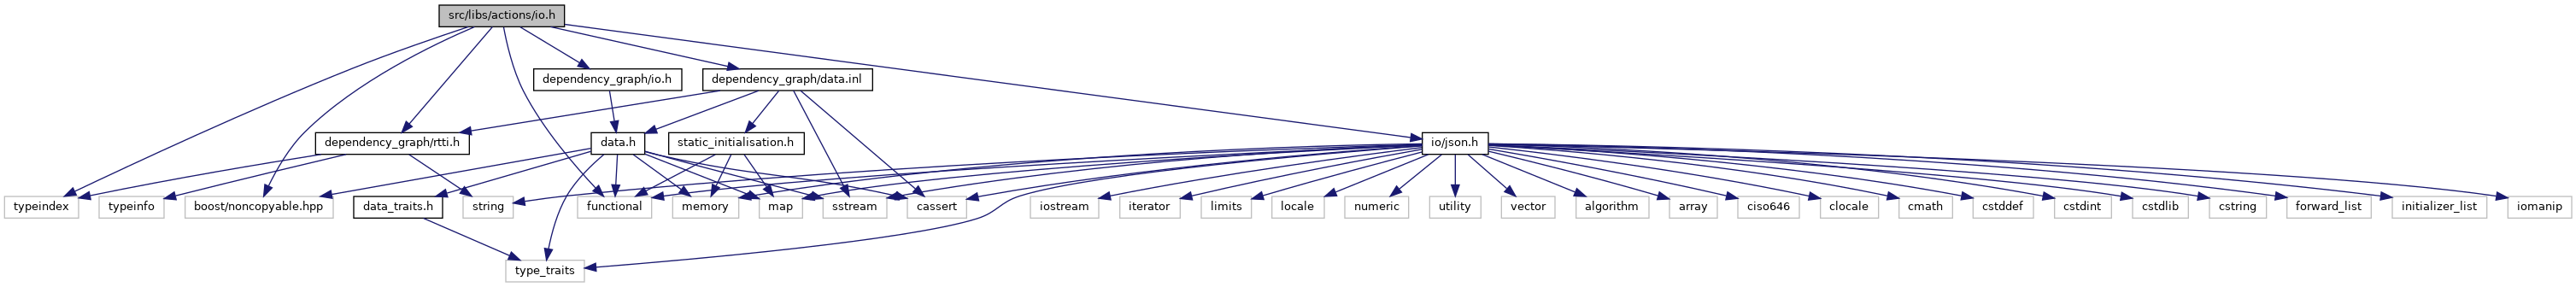 src/libs/actions/io.h
dependency_graph/io.h
dependency_graph/data.inl
dependency_graph/rtti.h
data.h
static_initialisation.h
io/json.h
typeindex
typeinfo
boost/noncopyable.hpp
data_traits.h
string
functional
memory
map
sstream
cassert
iostream
iterator
limits
locale
numeric
utility
vector
algorithm
array
ciso646
clocale
cmath
cstddef
cstdint
cstdlib
cstring
forward_list
initializer_list
iomanip
type_traits